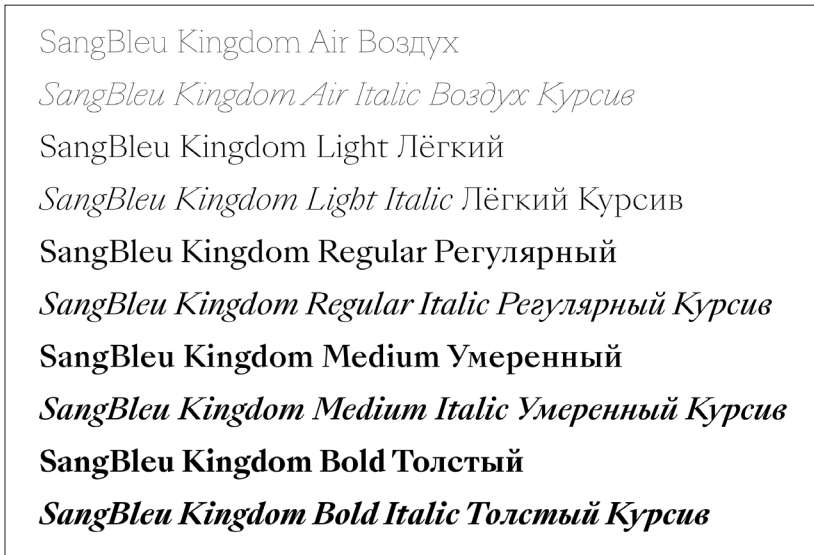 SangBleu Kingdom Air Воздух
SangBleu Kingdom Air Italic Воздух Курсив
SangBleu Kingdom Light Лёгкий
SangBleu Kingdom Light Italic Лёгкий Курсив
SangBleu Kingdom Regular Регулярный
SangBleu Kingdom Regular Italic Регулярный Курсив
SangBleu Kingdom Medium Умеренный
SangBleu Kingdom Medium Italic Умеренный Курсив
SangBleu Kingdom Bold Толстый
SangBleu Kingdom Bold Italic Толстый Курсив